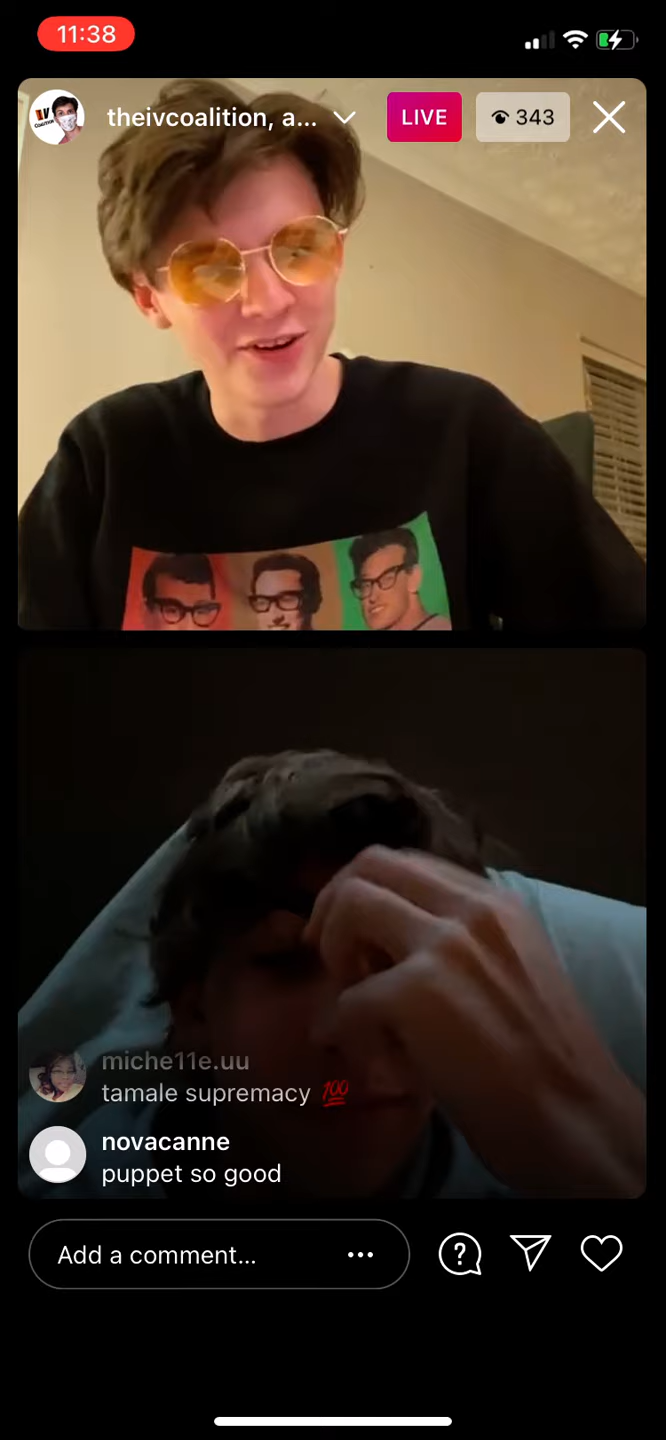 11:38
theivcoalition, a...
LIVE
343
miche11e.uu
tamale supremacy 💯
novacanne
puppet so good
Add a comment...